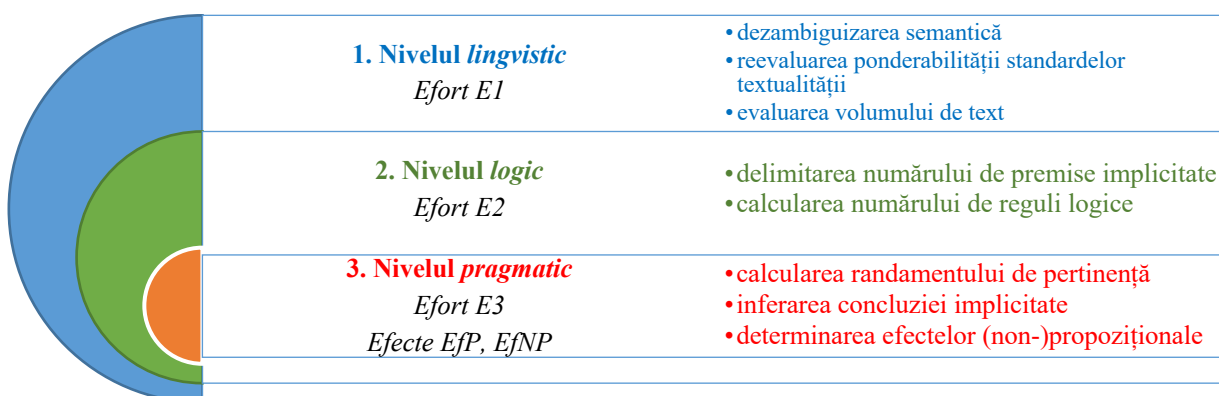 1. Nivelul lingvistic
Efort E1
•dezambiguizarea semantică
•reevaluarea ponderabilității standardelor
textualității
•evaluarea volumului de text
2. Nivelul logic
Efort E2
•delimitarea numărului de premise implicitate
•calcularea numărului de reguli logice
3. Nivelul pragmatic
Efort E3
Efecte EfP, EfNP
•calcularea randamentului de pertinență
•inferarea concluziei implicitate
•determinarea efectelor (non-)propoziționale